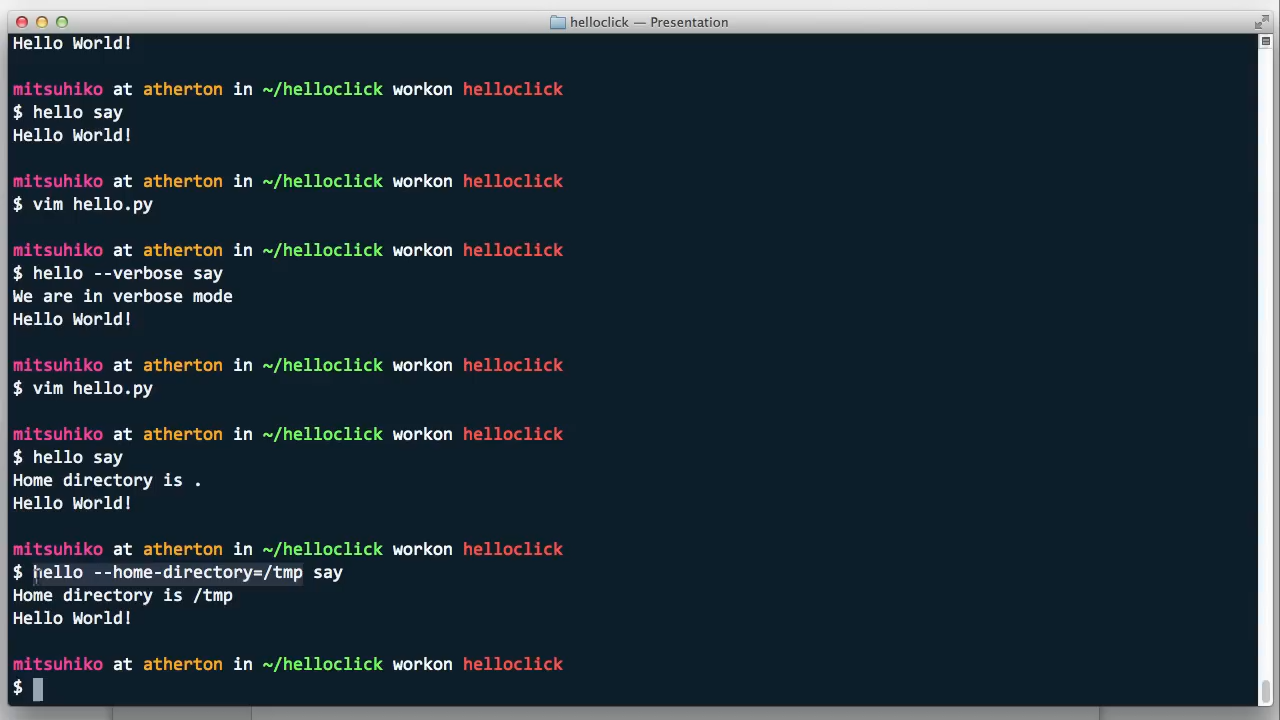 helloclick — Presentation
Hello World!
mitsuhiko at atherton in ~/helloclick workon helloclick
$ hello say
Hello World!
mitsuhiko at atherton in ~/helloclick workon helloclick
$ vim hello.py
mitsuhiko at atherton in ~/helloclick workon helloclick
$ hello --verbose say
We are in verbose mode
Hello World!
mitsuhiko at atherton in ~/helloclick workon helloclick
$ vim hello.py
mitsuhiko at atherton in ~/helloclick workon helloclick
$ hello say
Home directory is .
Hello World!
mitsuhiko at atherton in ~/helloclick workon helloclick
$ hello --home-directory=/tmp say
Home directory is /tmp
Hello World!
mitsuhiko at atherton in ~/helloclick workon helloclick
$